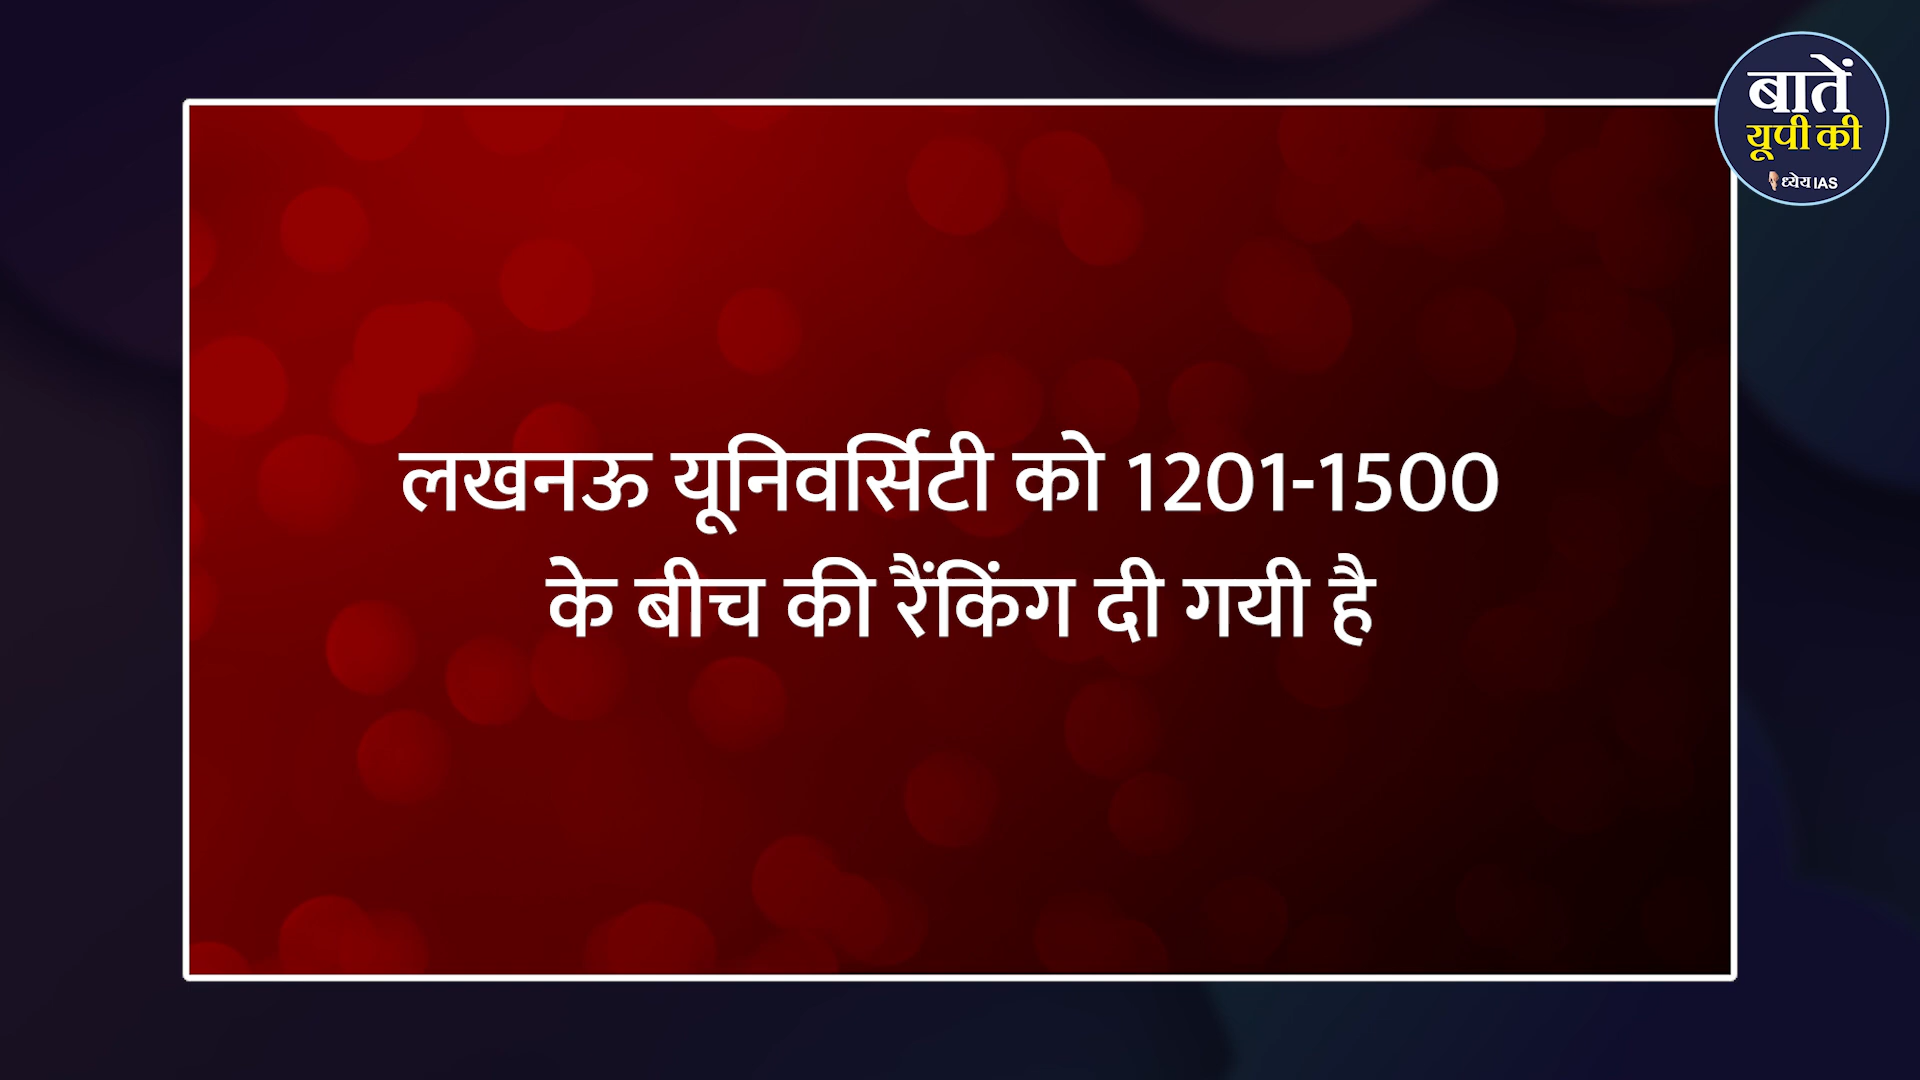 बातें
यूपी की
ध्येय IAS
लखनऊ यूनिवर्सिटी को 1201-1500
के बीच की रैंकिंग दी गयी है